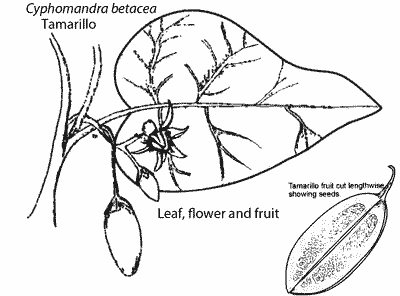 Cyphomandra betacea
Tamarillo
Tamarillo fruit cut lengthwise,
showing seeds.
Leaf, flower and fruit